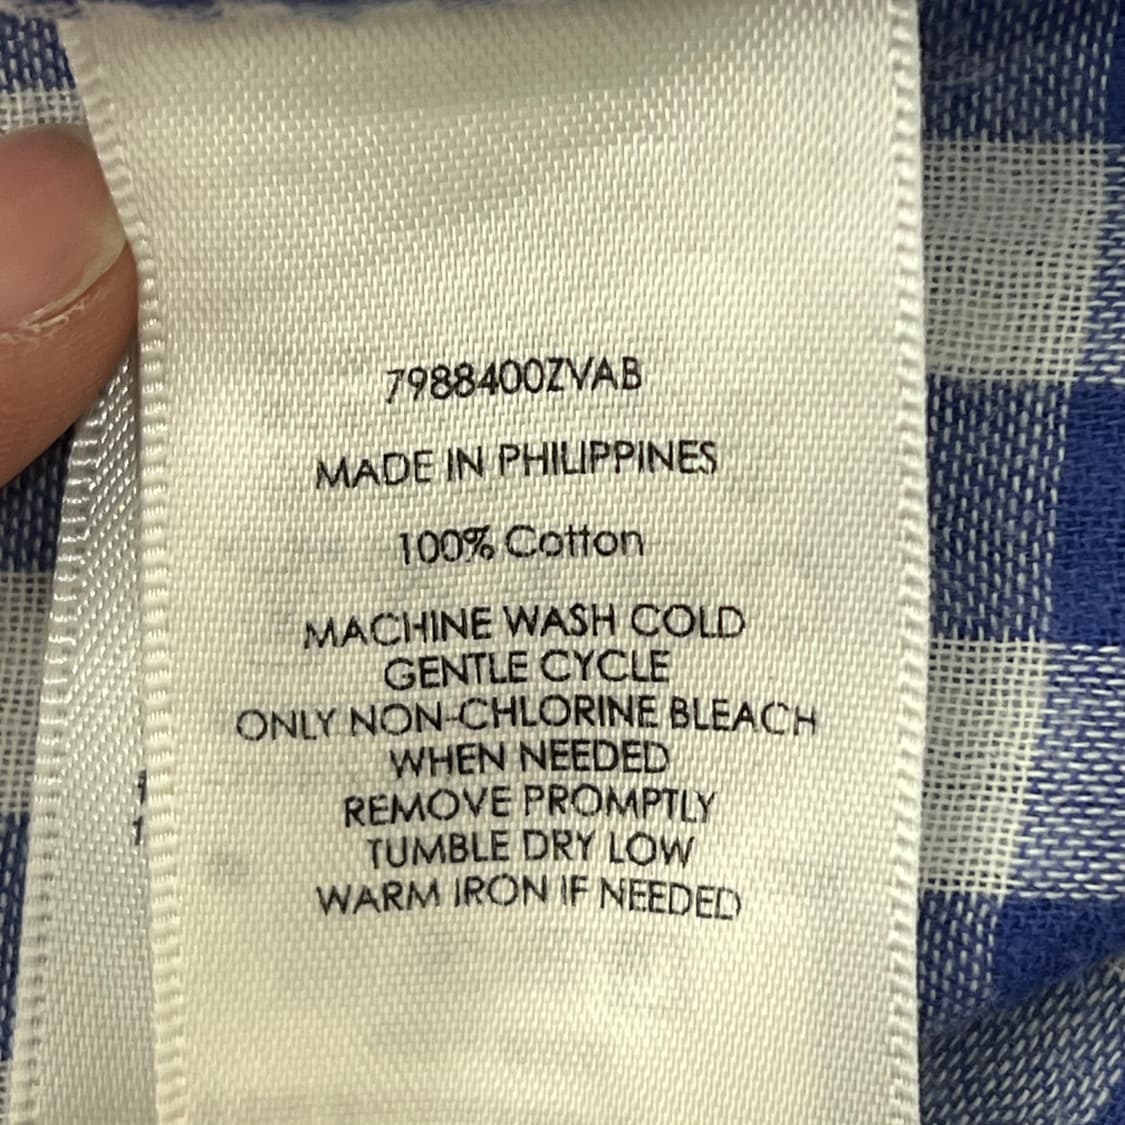 7988400ZVAB
MADE IN PHILIPPINES
100% Cotton
MACHINE WASH COLD
GENTLE CYCLE
ONLY NON-CHLORINE BLEACH
WHEN NEEDED
REMOVE PROMPTLY
TUMBLE DRY LOW
WARM IRON IF NEEDED